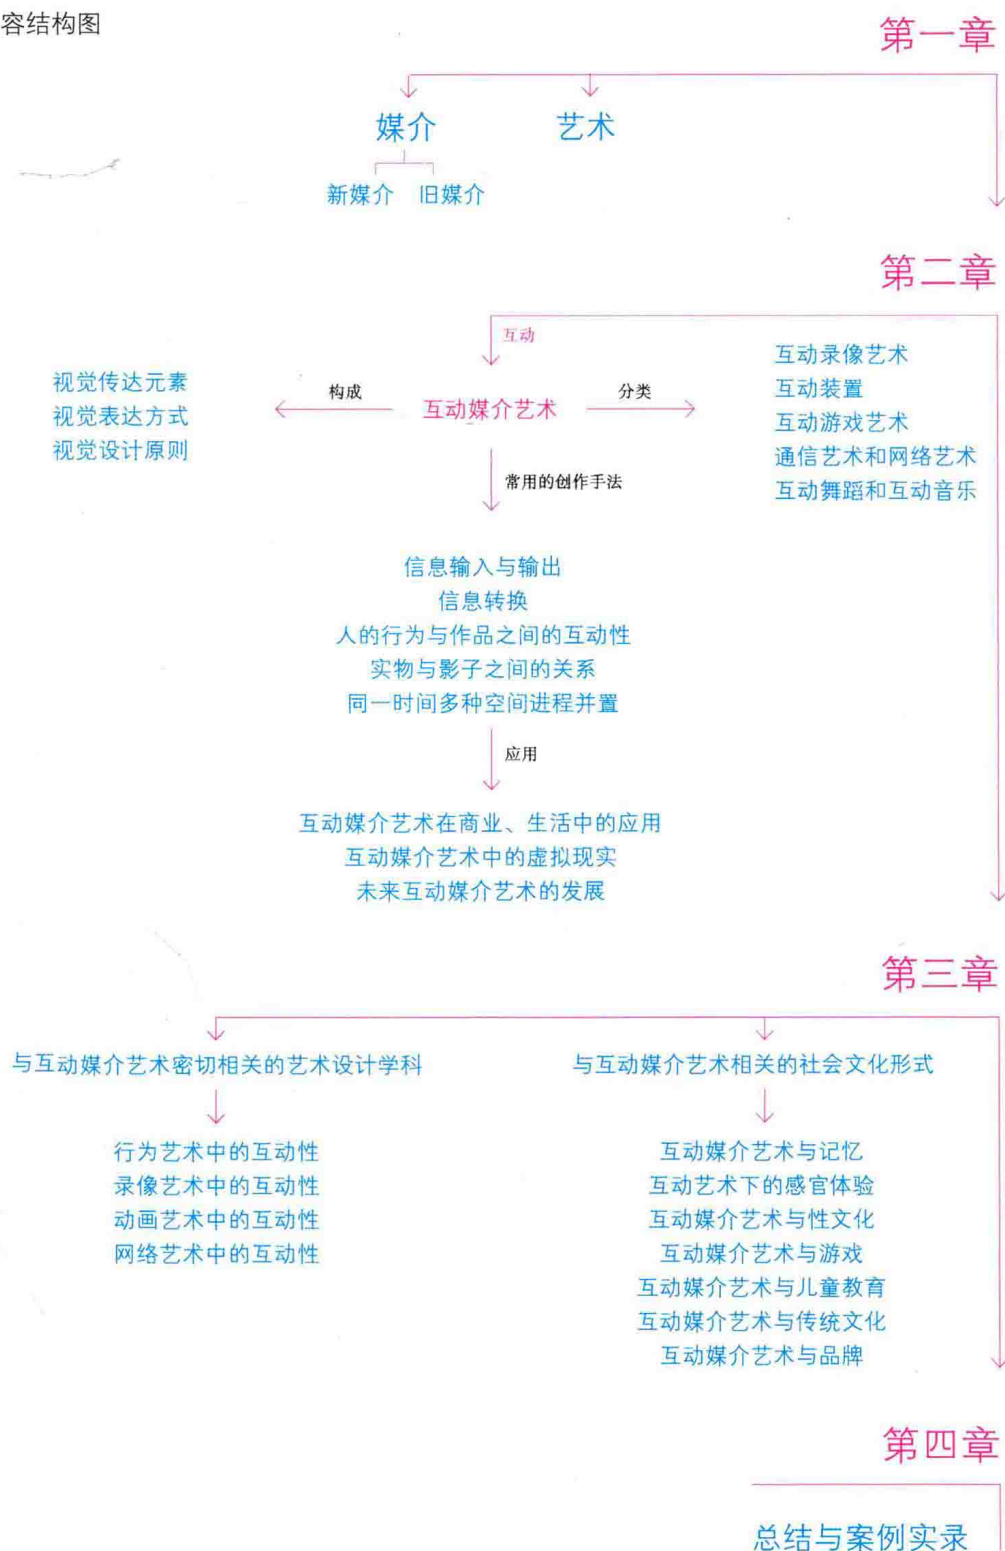 容结构图
第一章
媒介 艺术
新媒介 旧媒介
第二章
互动
视觉传达元素
视觉表达方式
视觉设计原则
构成
互动媒介艺术
分类
互动录像艺术
互动装置
互动游戏艺术
通信艺术和网络艺术
互动舞蹈和互动音乐
常用的创作手法
信息输入与输出
信息转换
人的行为与作品之间的互动性
实物与影子之间的关系
同一时间多种空间进程并置
应用
互动媒介艺术在商业、生活中的应用
互动媒介艺术中的虚拟现实
未来互动媒介艺术的发展
第三章
与互动媒介艺术密切相关的艺术设计学科
行为艺术中的互动性
录像艺术中的互动性
动画艺术中的互动性
网络艺术中的互动性
与互动媒介艺术相关的社会文化形式
互动媒介艺术与记忆
互动艺术下的感官体验
互动媒介艺术与性文化
互动媒介艺术与游戏
互动媒介艺术与儿童教育
互动媒介艺术与传统文化
互动媒介艺术与品牌
第四章
总结与案例实录